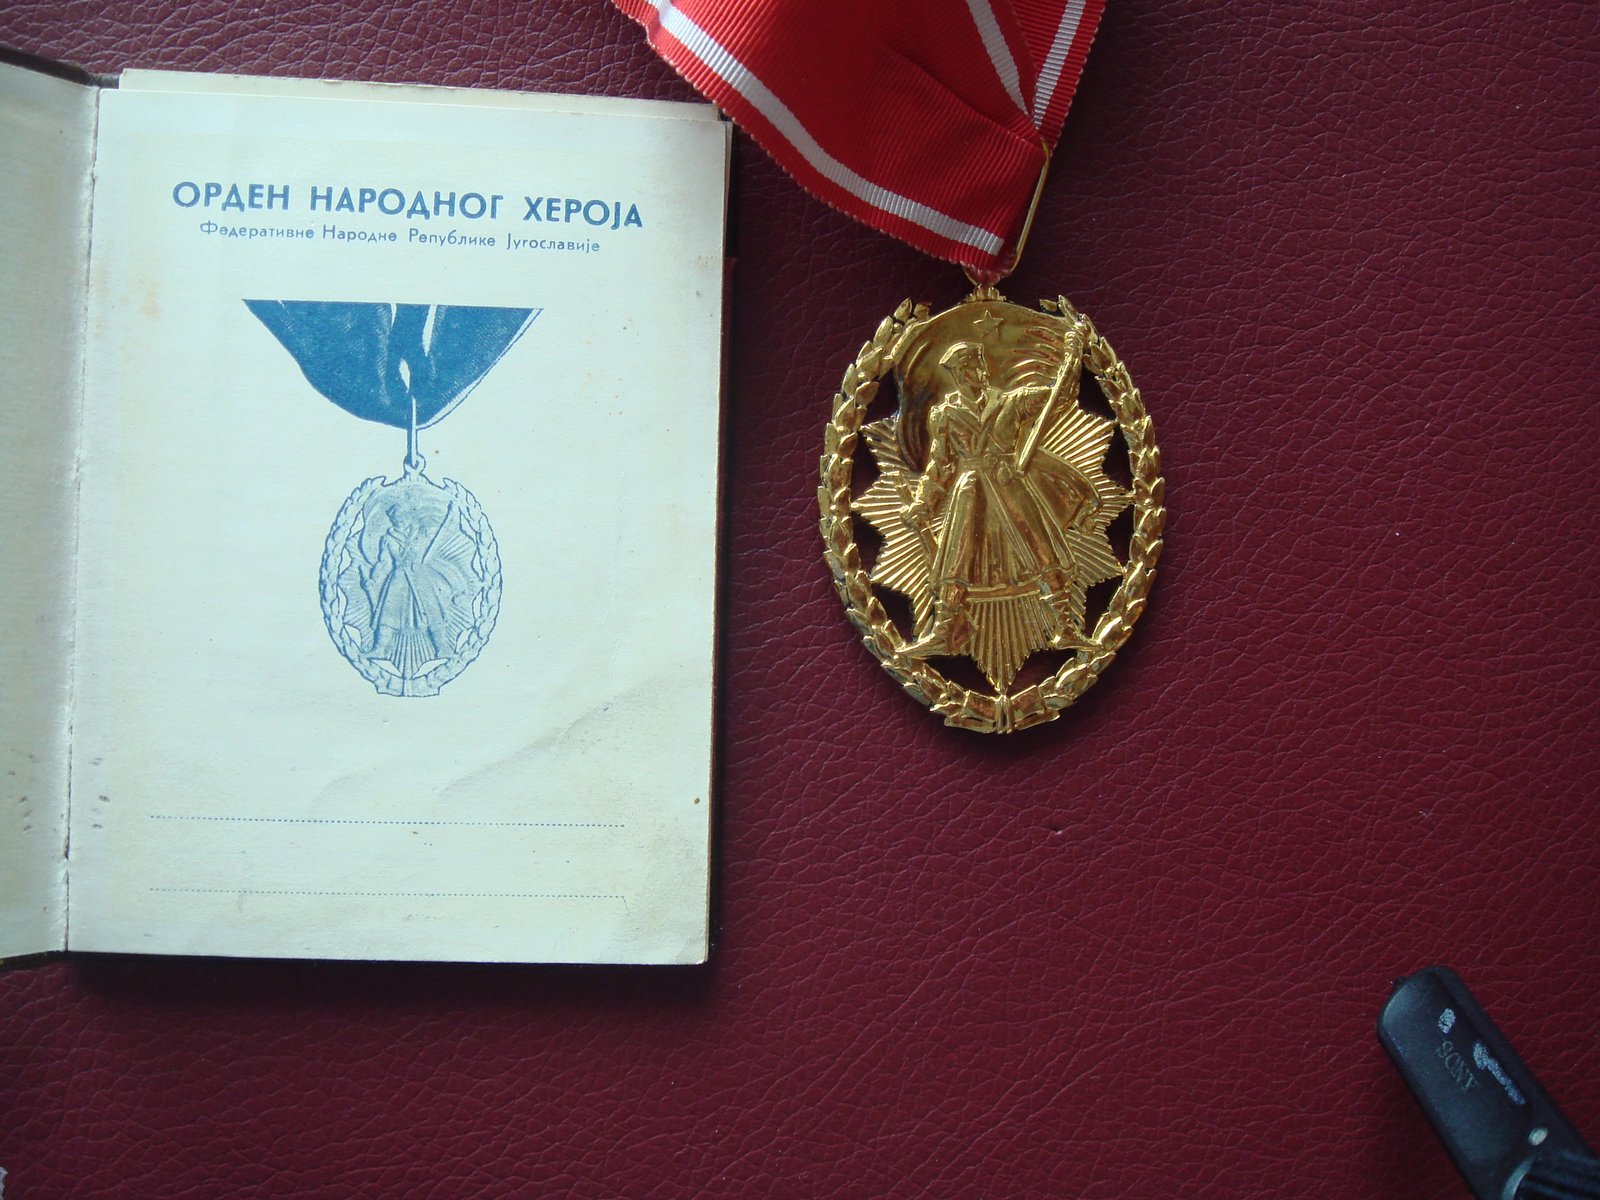 ОРДЕН НАРОДНОГ ХЕРОЈА
Федеративне Народне Републике Југославије
SONY